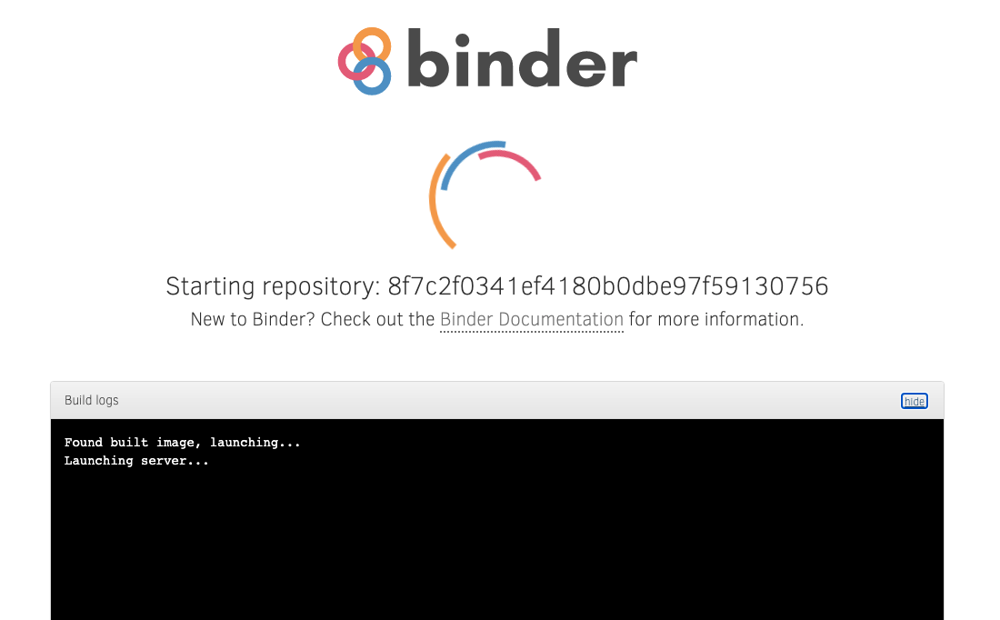 binder
Starting repository: 8f7c2f0341ef4180b0dbe97f59130756
New to Binder? Check out the Binder Documentation for more information.
Build logs
hide
Found built image, launching...
Launching server...